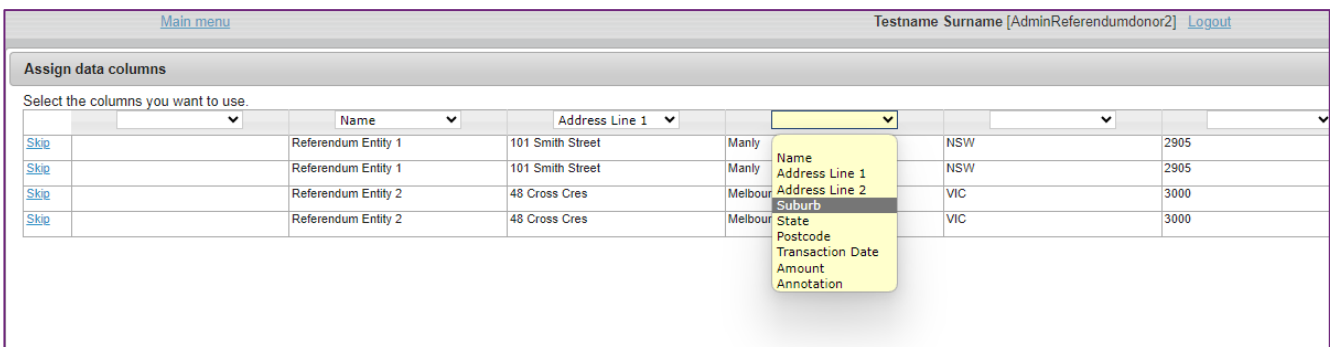 Main menu Testname Surname [AdminReferendumdonor2] Logout
Assign data columns
Select the columns you want to use.
Name Address Line 1
Skip Referendum Entity 1 101 Smith Street Manly NSW 2905
Skip Referendum Entity 1 101 Smith Street Manly NSW 2905
Skip Referendum Entity 2 48 Cross Cres VIC 3000
Skip Referendum Entity 2 48 Cross Cres VIC 3000
Name
Address Line 1
Address Line 2
Suburb
State
Postcode
Transaction Date
Amount
Annotation